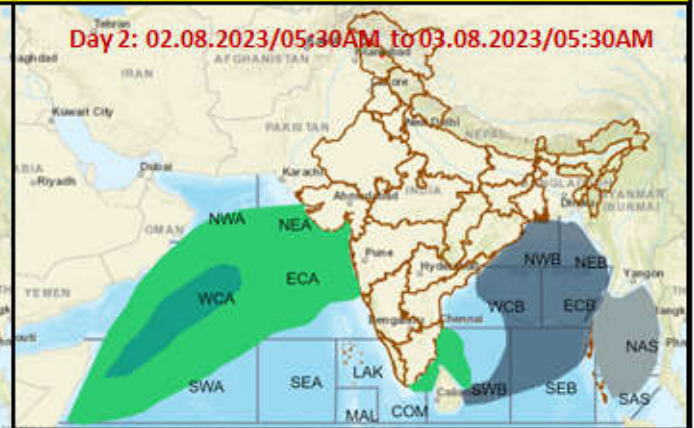 Tehran
Day 2: 02.08.2023/05:30AM to 03.08.2023/05:30AM
Baghdad
AFGHANISTAN
IRAN
Kuwait City
New Delhi
PAKISTAN
NEPAL
Dubai
Karachi
Riyadh
Ahmedabad
INDIA
MYANMAR
(BURMA)
OMAN
NWA
NEA
Pune
NWB
NEB
Hyderabad
Yangon
YEMEN
WCA
ECA
WCB
ECB
Bengaluru
Chennai
NAS
LAK
SWA
SEA
SWB
SEB
SAS
MAL
COM